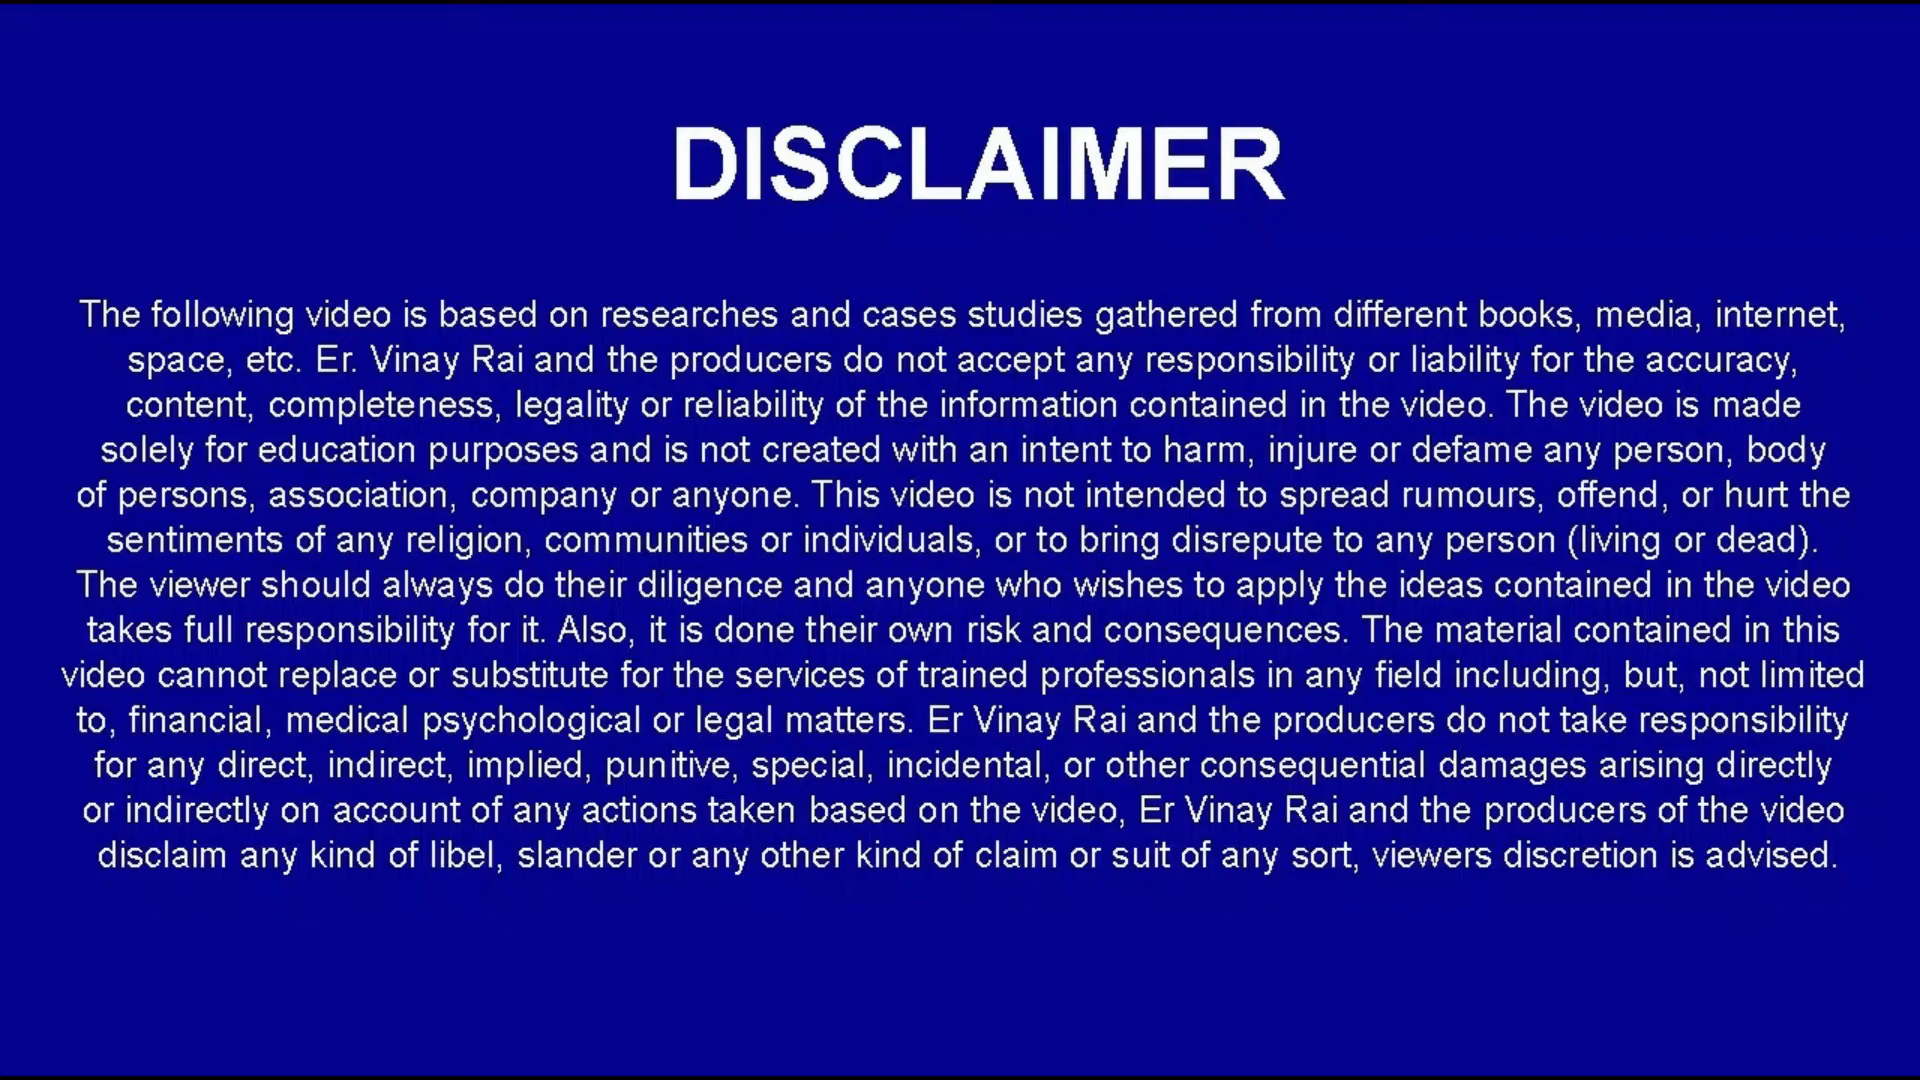 DISCLAIMER
The following video is based on researches and cases studies gathered from different books, media, internet,
space, etc. Er. Vinay Rai and the producers do not accept any responsibility or liability for the accuracy,
content, completeness, legality or reliability of the information contained in the video. The video is made
solely for education purposes and is not created with an intent to harm, injure or defame any person, body
of persons, association, company or anyone. This video is not intended to spread rumours, offend, or hurt the
sentiments of any religion, communities or individuals, or to bring disrepute to any person (living or dead).
The viewer should always do their diligence and anyone who wishes to apply the ideas contained in the video
takes full responsibility for it. Also, it is done their own risk and consequences. The material contained in this
video cannot replace or substitute for the services of trained professionals in any field including, but, not limited
to, financial, medical psychological or legal matters. Er Vinay Rai and the producers do not take responsibility
for any direct, indirect, implied, punitive, special, incidental, or other consequential damages arising directly
or indirectly on account of any actions taken based on the video, Er Vinay Rai and the producers of the video
disclaim any kind of libel, slander or any other kind of claim or suit of any sort, viewers discretion is advised.